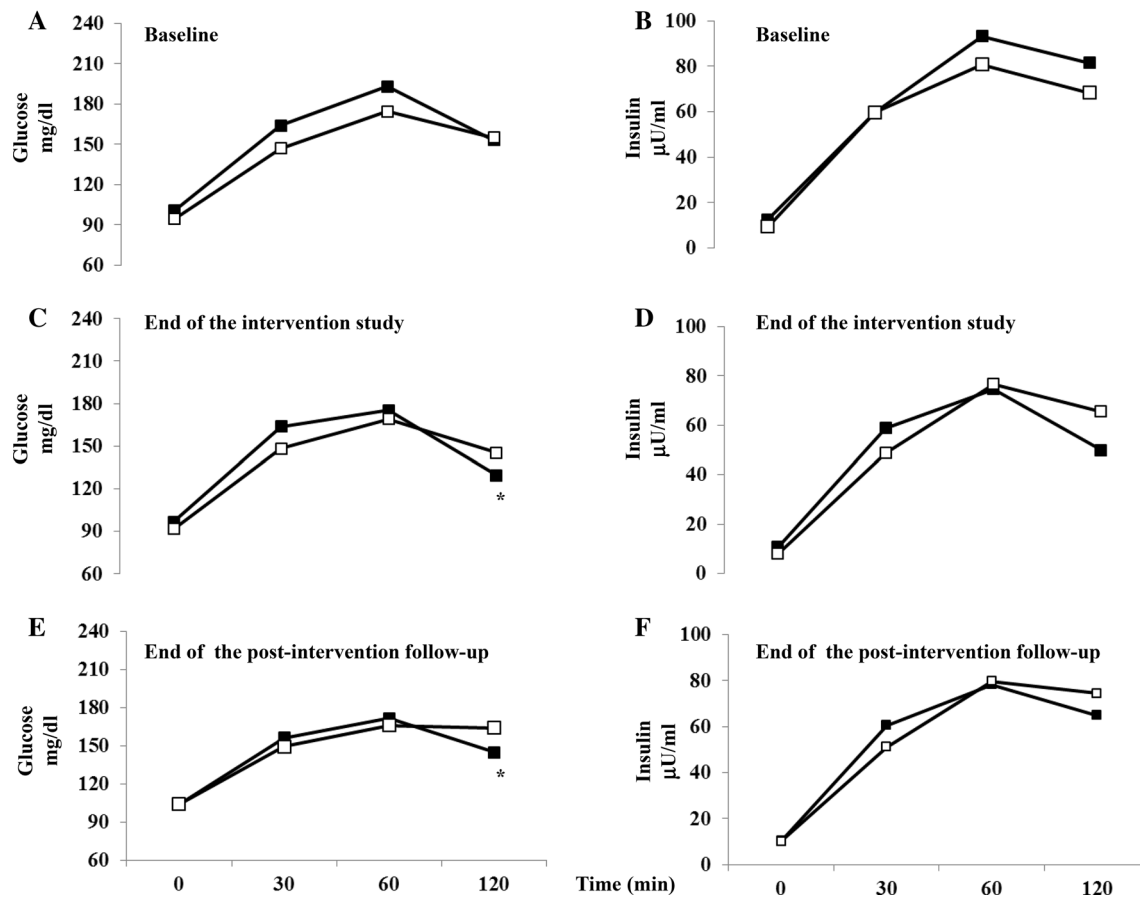 A
Baseline
Glucose
mg/dl
240
210
180
150
120
90
60
B
Baseline
Insulin
µU/ml
100
80
60
40
20
0
C
End of the intervention study
Glucose
mg/dl
240
210
180
150
120
90
60
*
D
End of the intervention study
Insulin
µU/ml
100
80
60
40
20
0
E
End of the post-intervention follow-up
Glucose
mg/dl
240
210
180
150
120
90
60
*
0 30 60 120
Time (min)
F
End of the post-intervention follow-up
Insulin
µU/ml
100
80
60
40
20
0
0 30 60 120